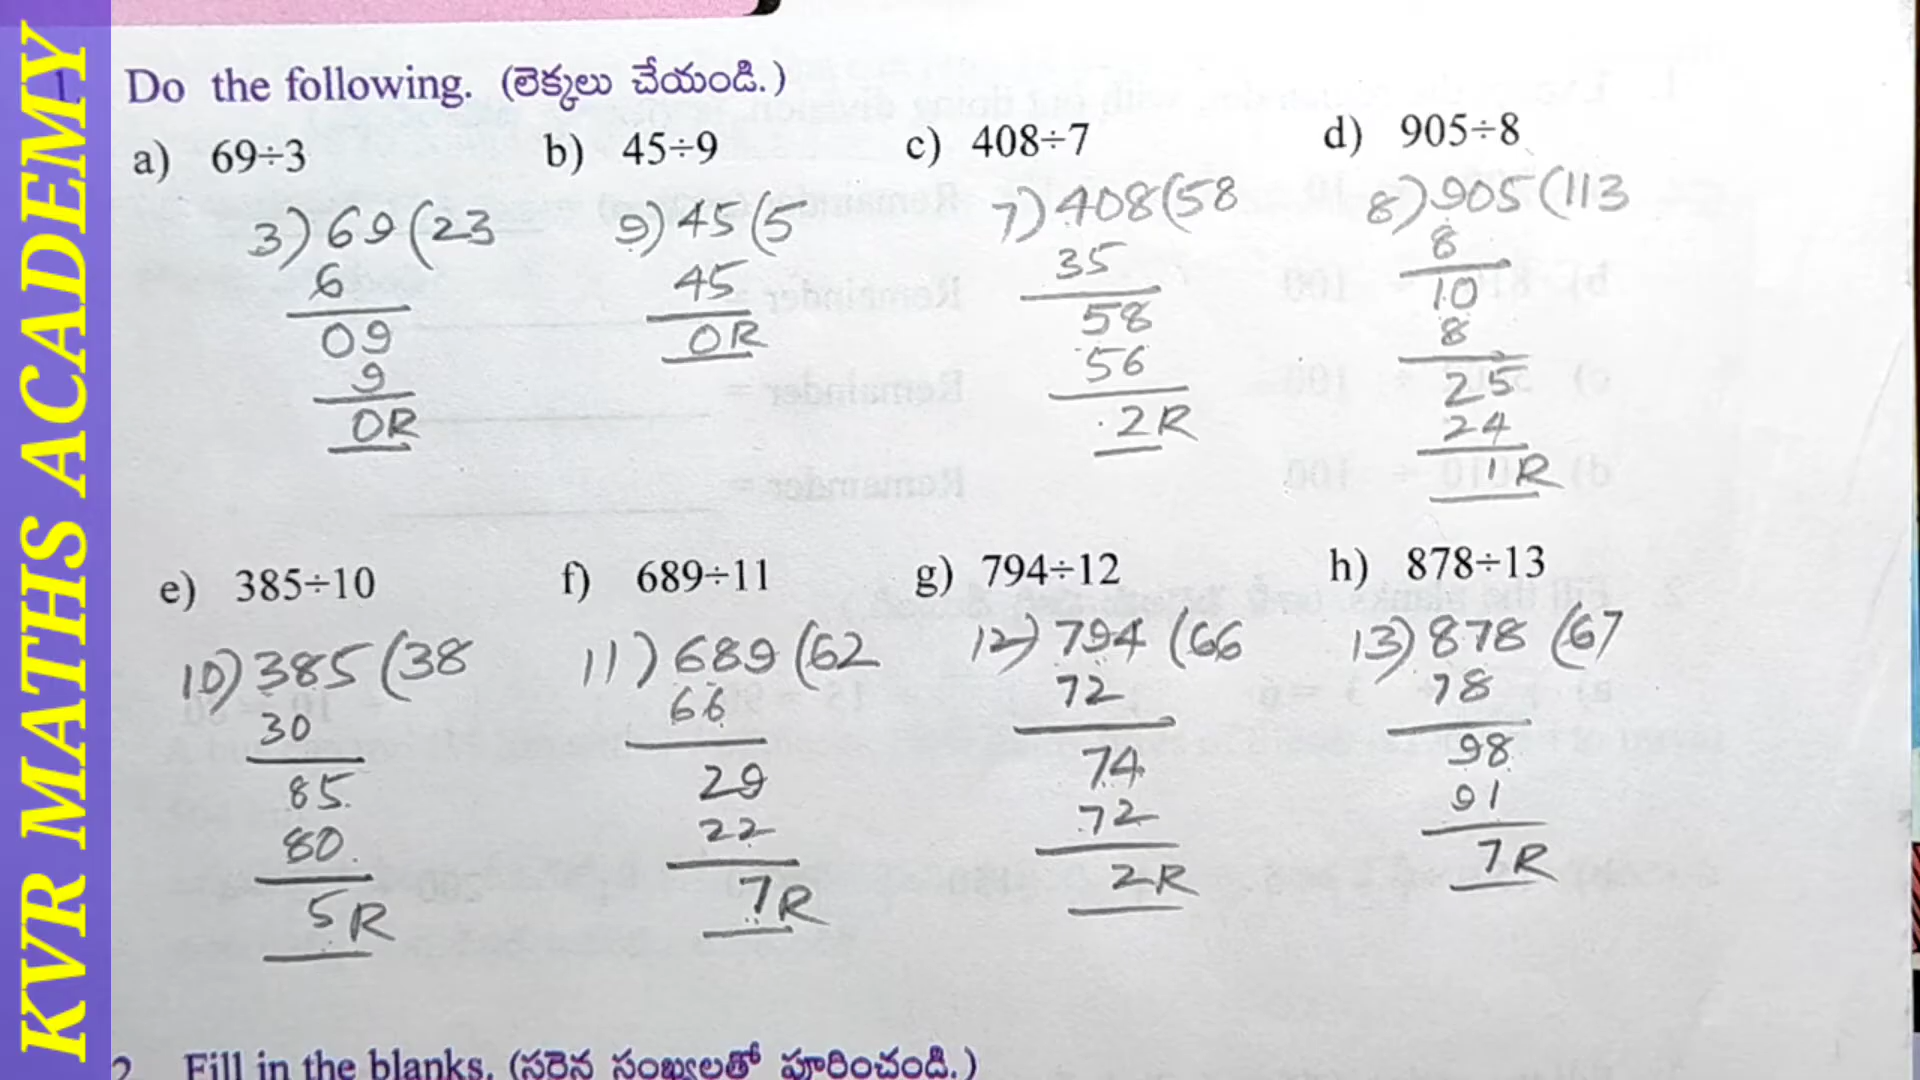 KVR MATHS ACADEMY
1. Do the following. (లెక్కలు చేయండి.)
a) 69÷3 b) 45÷9 c) 408÷7 d) 905÷8
3)69(23 9)45(5 7)408(58 8)905(113
6 45 35 8
09 0R 58 10
9 56 8
0R 2R 25
24
1R
e) 385÷10 f) 689÷11 g) 794÷12 h) 878÷13
10)385(38 11)689(62 12)794(66 13)878(67
30 66 72 78
85 29 74 98
80 22 72 91
5R 7R 2R 7R
2 Fill in the blanks. (సరైన సంఖ్యలతో పూరించండి.)